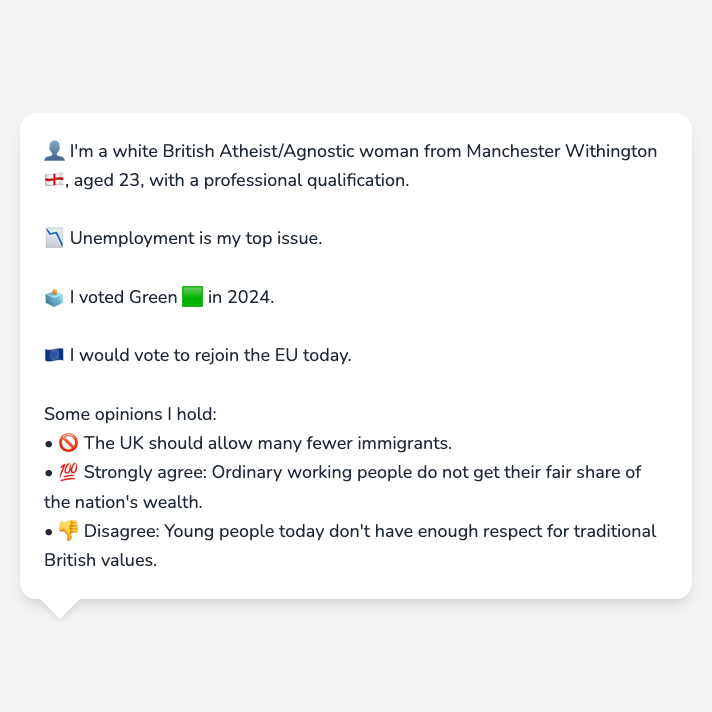 👤 I'm a white British Atheist/Agnostic woman from Manchester Withington
🏴󠁧󠁢󠁥󠁮󠁧󠁿, aged 23, with a professional qualification.
📉 Unemployment is my top issue.
🗳️ I voted Green 🟩 in 2024.
🇪🇺 I would vote to rejoin the EU today.
Some opinions I hold:
• 🚫 The UK should allow many fewer immigrants.
• 💯 Strongly agree: Ordinary working people do not get their fair share of
the nation's wealth.
• 👎 Disagree: Young people today don't have enough respect for traditional
British values.